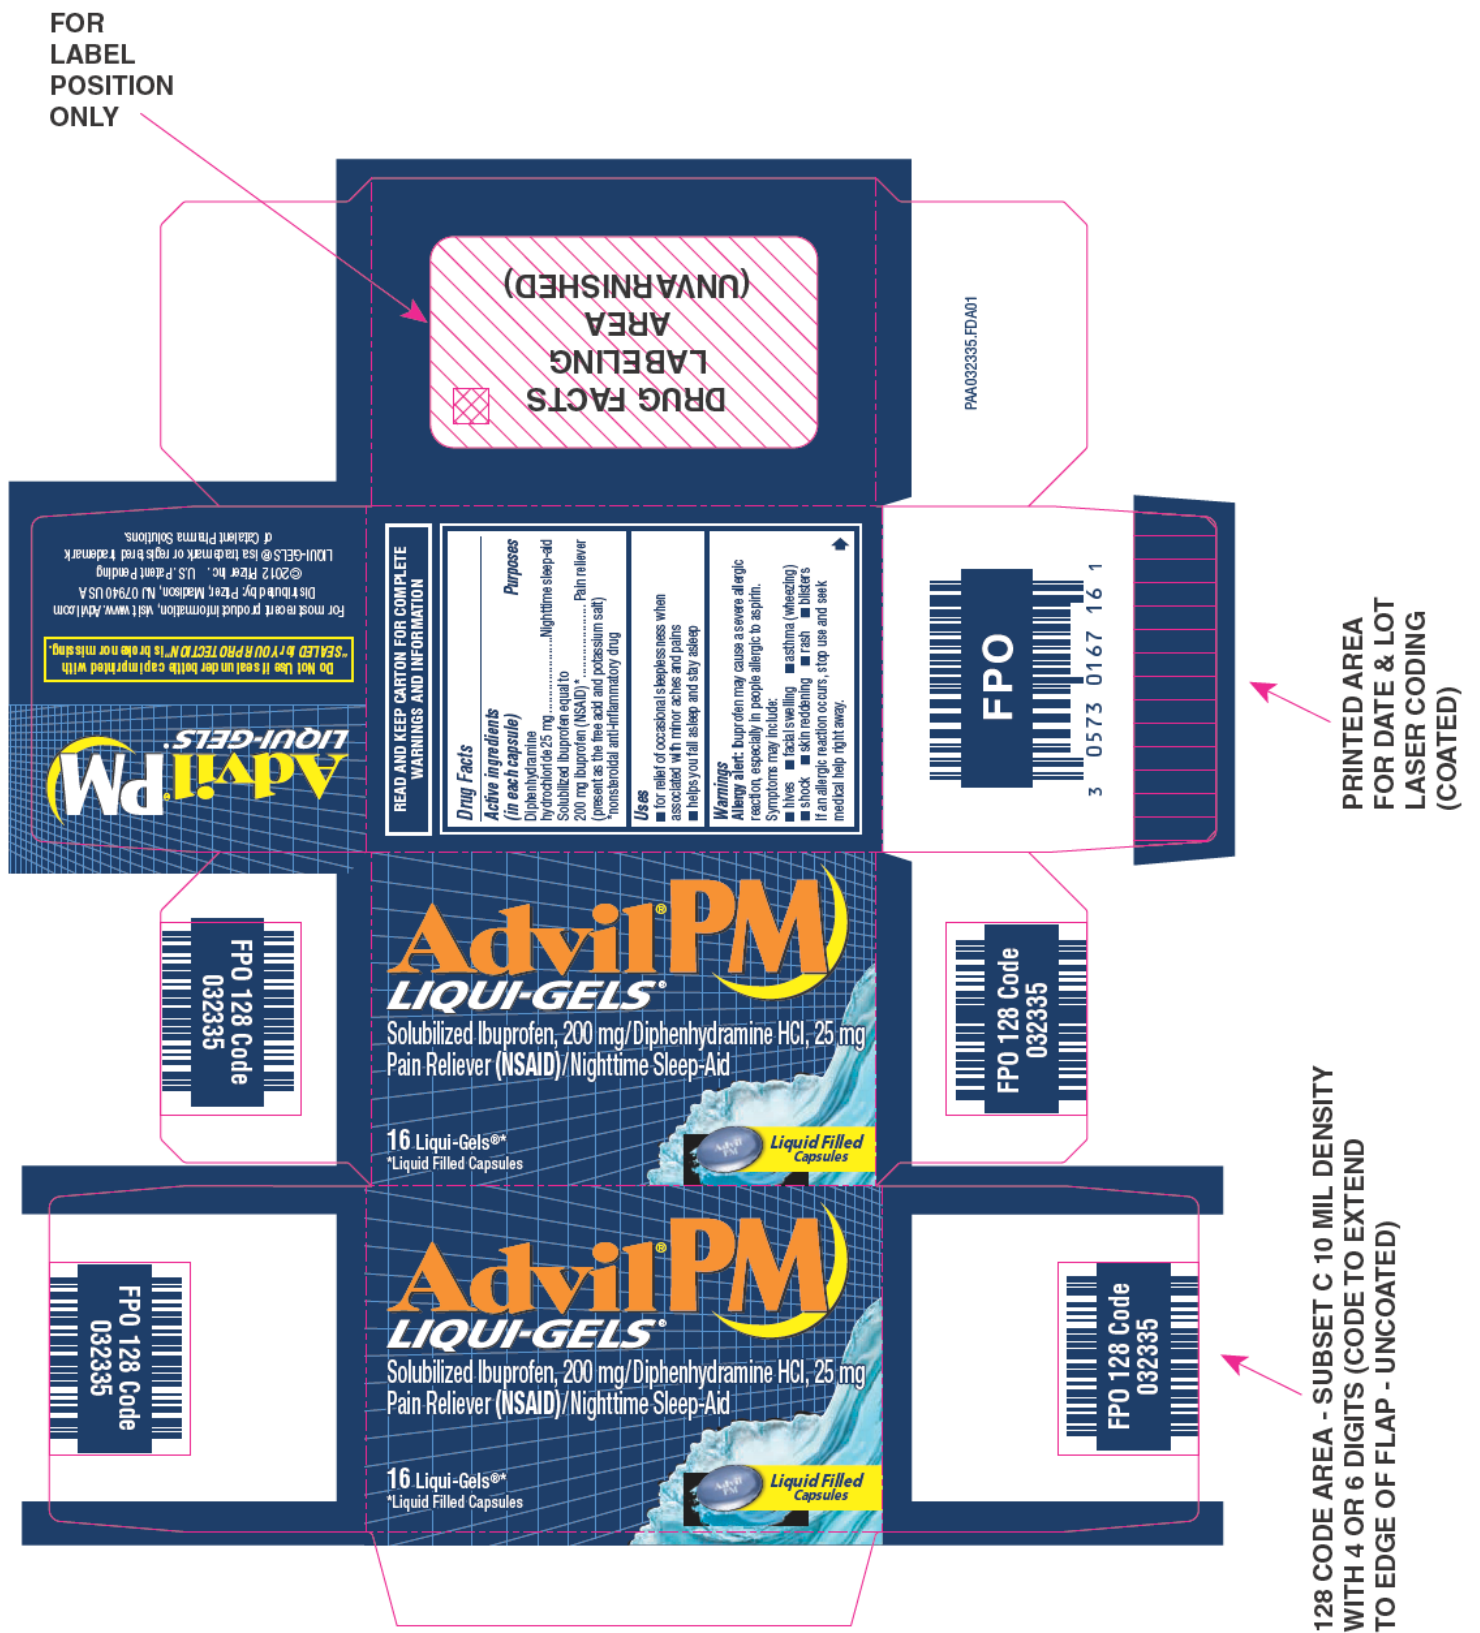 FOR
LABEL
POSITION
ONLY
DRUG FACTS
LABELING
AREA
(UNVARNISHED)
PAA032335.FDA01
Advil® PM
LIQUI-GELS®
Do Not Use if seal under bottle cap imprinted with
"SEALED for YOUR PROTECTION" is broken or missing.
For most recent product information, visit www.Advil.com
Distributed by: Pfizer, Madison, NJ 07940 USA
©2012 Pfizer Inc. U.S. Patent Pending
LIQUI-GELS® is a trademark or registered trademark
of Catalent Pharma Solutions.
READ AND KEEP CARTON FOR COMPLETE
WARNINGS AND INFORMATION
Drug Facts
Active ingredients
(in each capsule) Purposes
Diphenhydramine
hydrochloride 25 mg ........................Nighttime sleep-aid
Solubilized ibuprofen equal to
200 mg ibuprofen (NSAID)* ................... Pain reliever
(present as the free acid and potassium salt)
*nonsteroidal anti-inflammatory drug
Uses
■ for relief of occasional sleeplessness when
associated with minor aches and pains
■ helps you fall asleep and stay asleep
Warnings
Allergy alert: Ibuprofen may cause a severe allergic
reaction, especially in people allergic to aspirin.
Symptoms may include:
■ hives ■ facial swelling ■ asthma (wheezing)
■ shock ■ skin reddening ■ rash ■ blisters
If an allergic reaction occurs, stop use and seek
medical help right away.
FPO
3 0573 0167 16 1
PRINTED AREA
FOR DATE & LOT
LASER CODING
(COATED)
FPO 128 Code
032335
Advil® PM
LIQUI-GELS®
Solubilized Ibuprofen, 200 mg/Diphenhydramine HCl, 25 mg
Pain Reliever (NSAID)/Nighttime Sleep-Aid
16 Liqui-Gels®*
*Liquid Filled Capsules
Advil
PM
Liquid Filled
Capsules
FPO 128 Code
032335
FPO 128 Code
032335
Advil® PM
LIQUI-GELS®
Solubilized Ibuprofen, 200 mg/Diphenhydramine HCl, 25 mg
Pain Reliever (NSAID)/Nighttime Sleep-Aid
16 Liqui-Gels®*
*Liquid Filled Capsules
Advil
PM
Liquid Filled
Capsules
FPO 128 Code
032335
128 CODE AREA - SUBSET C 10 MIL DENSITY
WITH 4 OR 6 DIGITS (CODE TO EXTEND
TO EDGE OF FLAP - UNCOATED)